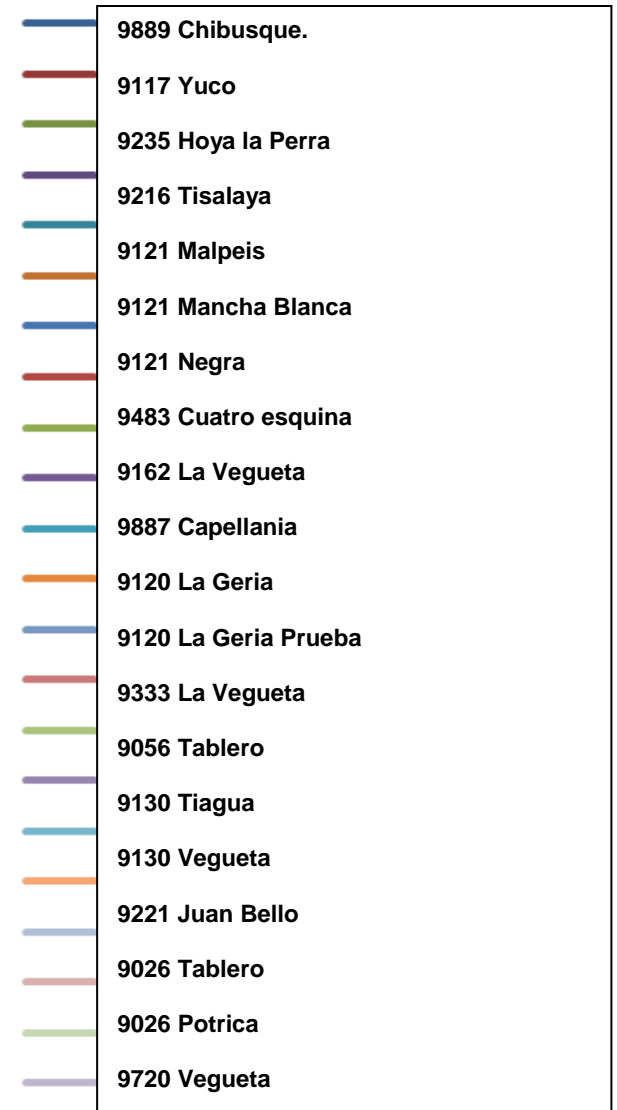 9889 Chibusque.
9117 Yuco
9235 Hoya la Perra
9216 Tisalaya
9121 Malpeis
9121 Mancha Blanca
9121 Negra
9483 Cuatro esquina
9162 La Vegueta
9887 Capellania
9120 La Geria
9120 La Geria Prueba
9333 La Vegueta
9056 Tablero
9130 Tiagua
9130 Vegueta
9221 Juan Bello
9026 Tablero
9026 Potrica
9720 Vegueta